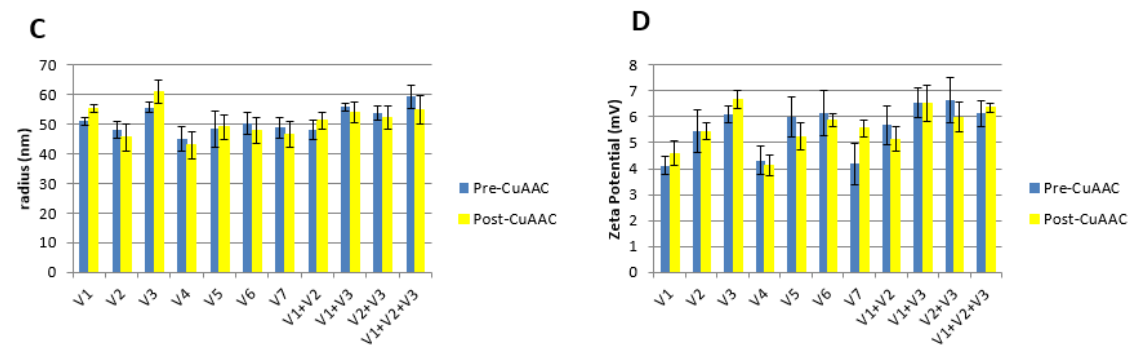 C
radius (nm)
70
60
50
40
30
20
10
0
V1
V2
V3
V4
V5
V6
V7
V1+V2
V1+V3
V2+V3
V1+V2+V3
Pre-CuAAC
Post-CuAAC
D
Zeta Potential (mV)
8
7
6
5
4
3
2
1
0
V1
V2
V3
V4
V5
V6
V7
V1+V2
V1+V3
V2+V3
V1+V2+V3
Pre-CuAAC
Post-CuAAC